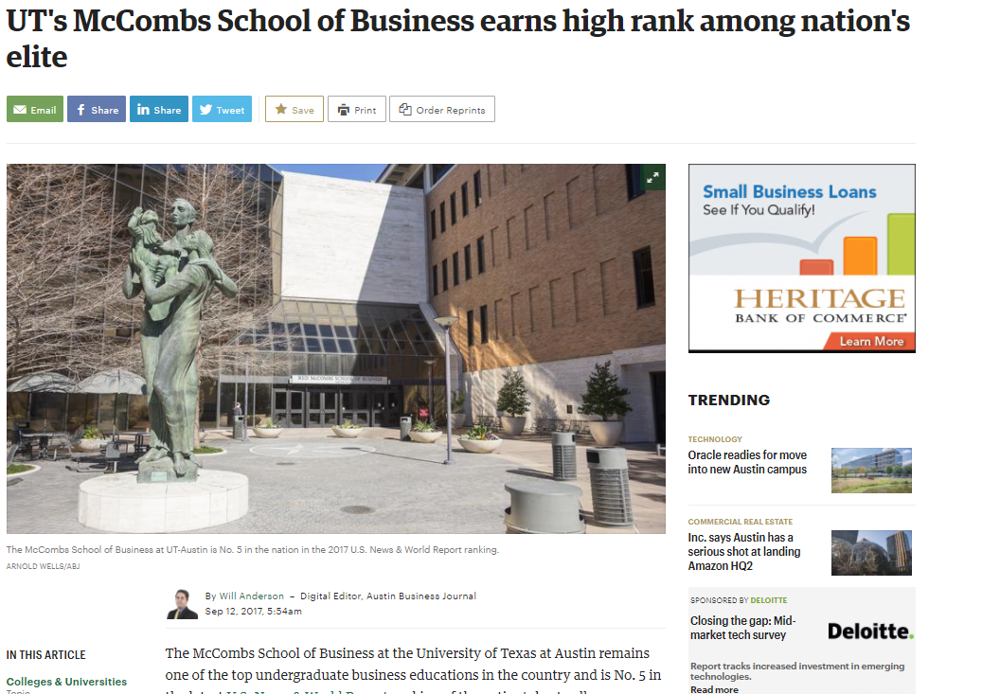 UT's McCombs School of Business earns high rank among nation's
elite
Email
Share
Share
Tweet
Save
Print
Order Reprints
RED McCOMBS SCHOOL OF BUSINESS
The McCombs School of Business at UT-Austin is No. 5 in the nation in the 2017 U.S. News & World Report ranking.
ARNOLD WELLS/ABJ
By Will Anderson – Digital Editor, Austin Business Journal
Sep 12, 2017, 5:54am
IN THIS ARTICLE
Colleges & Universities
Topic
The McCombs School of Business at the University of Texas at Austin remains
one of the top undergraduate business educations in the country and is No. 5 in
Small Business Loans
See If You Qualify!
HERITAGE
BANK OF COMMERCE
Learn More
TRENDING
TECHNOLOGY
Oracle readies for move
into new Austin campus
COMMERCIAL REAL ESTATE
Inc. says Austin has a
serious shot at landing
Amazon HQ2
SPONSORED BY DELOITTE
Closing the gap: Mid-
market tech survey
Deloitte.
Report tracks increased investment in emerging
technologies.
Read more